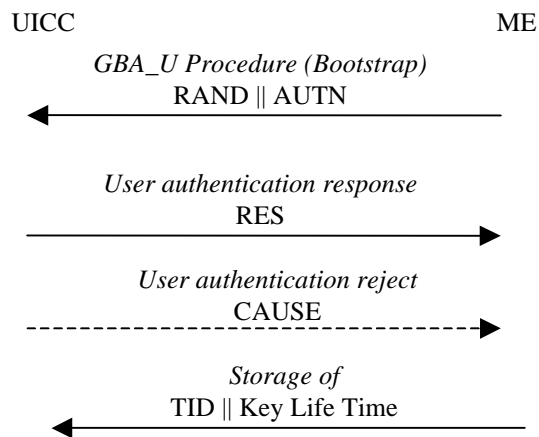 UICC ME
GBA_U Procedure (Bootstrap)
RAND || AUTN
User authentication response
RES
User authentication reject
CAUSE
Storage of
TID || Key Life Time